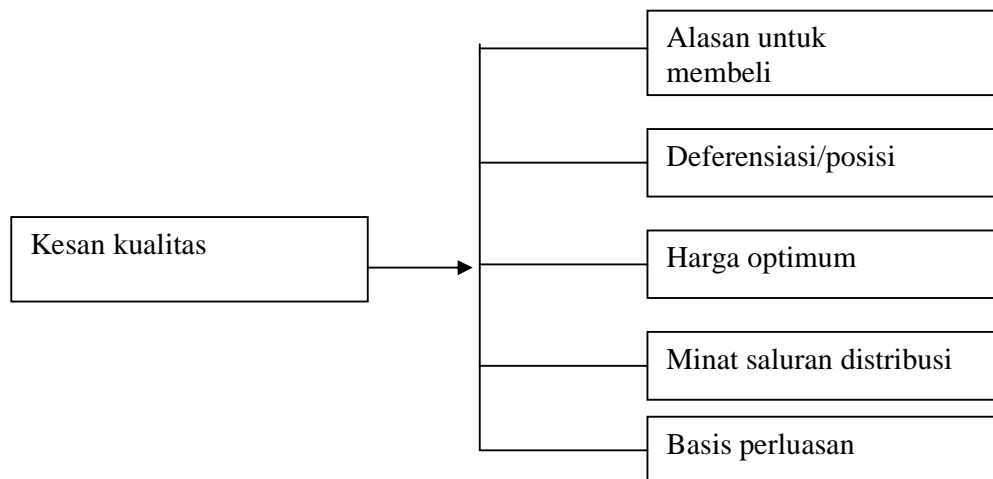 Kesan kualitas
Alasan untuk
membeli
Deferensiasi/posisi
Harga optimum
Minat saluran distribusi
Basis perluasan